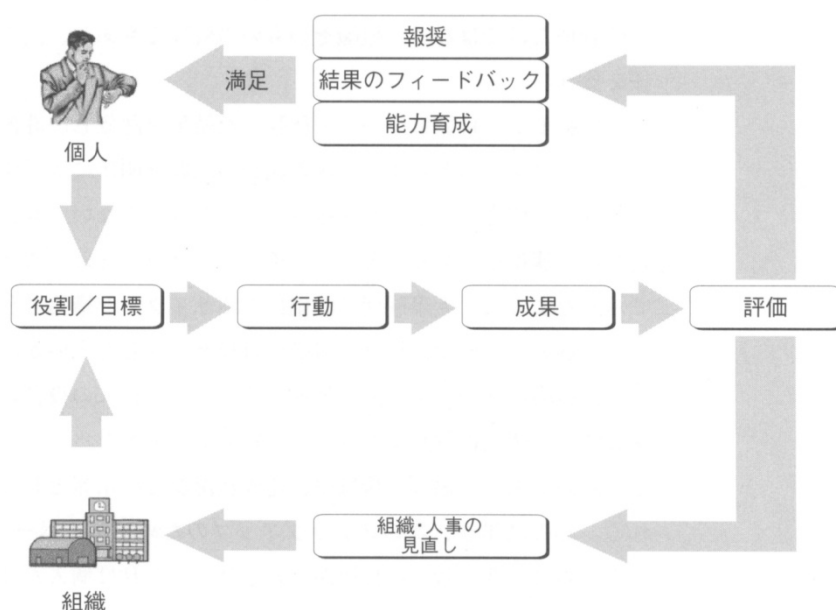 報奨
満足
結果のフィードバック
能力育成
個人
役割／目標
行動
成果
評価
組織・人事の
見直し
組織